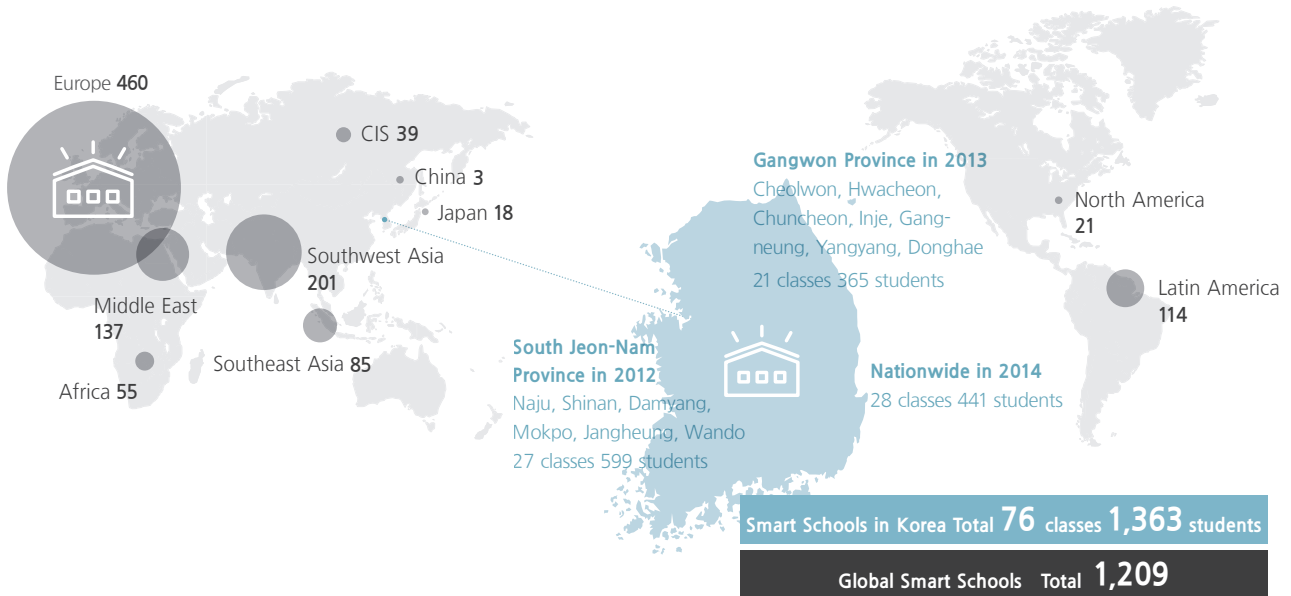 Europe 460
CIS 39
China 3
Japan 18
Southwest Asia
201
Middle East
137
Southeast Asia 85
Africa 55
Gangwon Province in 2013
Cheolwon, Hwacheon,
Chuncheon, Inje, Gang-
neung, Yangyang, Donghae
21 classes 365 students
North America
21
Latin America
114
South Jeon-Nam
Province in 2012
Naju, Shinan, Damyang,
Mokpo, Jangheung, Wando
27 classes 599 students
Nationwide in 2014
28 classes 441 students
Smart Schools in Korea Total 76 classes 1,363 students
Global Smart Schools Total 1,209